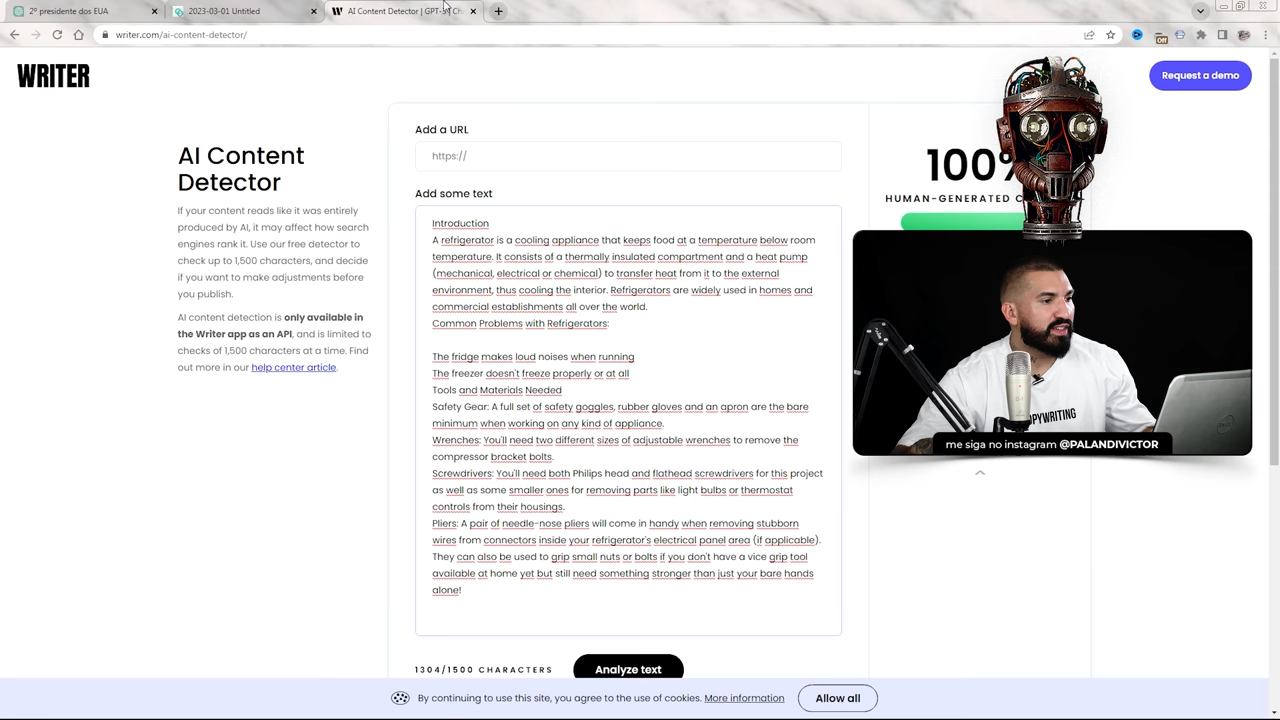 2º presidente dos EUA
2023-03-01 Untitled
AI Content Detector | GPT-3
writer.com/ai-content-detector/
Off
WRITER
Request a demo
AI Content
Detector
If your content reads like it was entirely
produced by AI, it may affect how search
engines rank it. Use our free detector to
check up to 1,500 characters, and decide
if you want to make adjustments before
you publish.
AI content detection is only available in
the Writer app as an API, and is limited to
checks of 1,500 characters at a time. Find
out more in our help center article.
Add a URL
https://
Add some text
Introduction
A refrigerator is a cooling appliance that keeps food at a temperature below room
temperature. It consists of a thermally insulated compartment and a heat pump
(mechanical, electrical or chemical) to transfer heat from it to the external
environment, thus cooling the interior. Refrigerators are widely used in homes and
commercial establishments all over the world.
Common Problems with Refrigerators:
The fridge makes loud noises when running
The freezer doesn't freeze properly or at all
Tools and Materials Needed
Safety Gear: A full set of safety goggles, rubber gloves and an apron are the bare
minimum when working on any kind of appliance.
Wrenches: You'll need two different sizes of adjustable wrenches to remove the
compressor bracket bolts.
Screwdrivers: You'll need both Philips head and flathead screwdrivers for this project
as well as some smaller ones for removing parts like light bulbs or thermostat
controls from their housings.
Pliers: A pair of needle-nose pliers will come in handy when removing stubborn
wires from connectors inside your refrigerator's electrical panel area (if applicable).
They can also be used to grip small nuts or bolts if you don't have a vice grip tool
available at home yet but still need something stronger than just your bare hands
alone!
1304/1500 CHARACTERS
Analyze text
100%
HUMAN-GENERATED C
OPYWRITING
me siga no instagram @PALANDIVICTOR
By continuing to use this site, you agree to the use of cookies. More information
Allow all